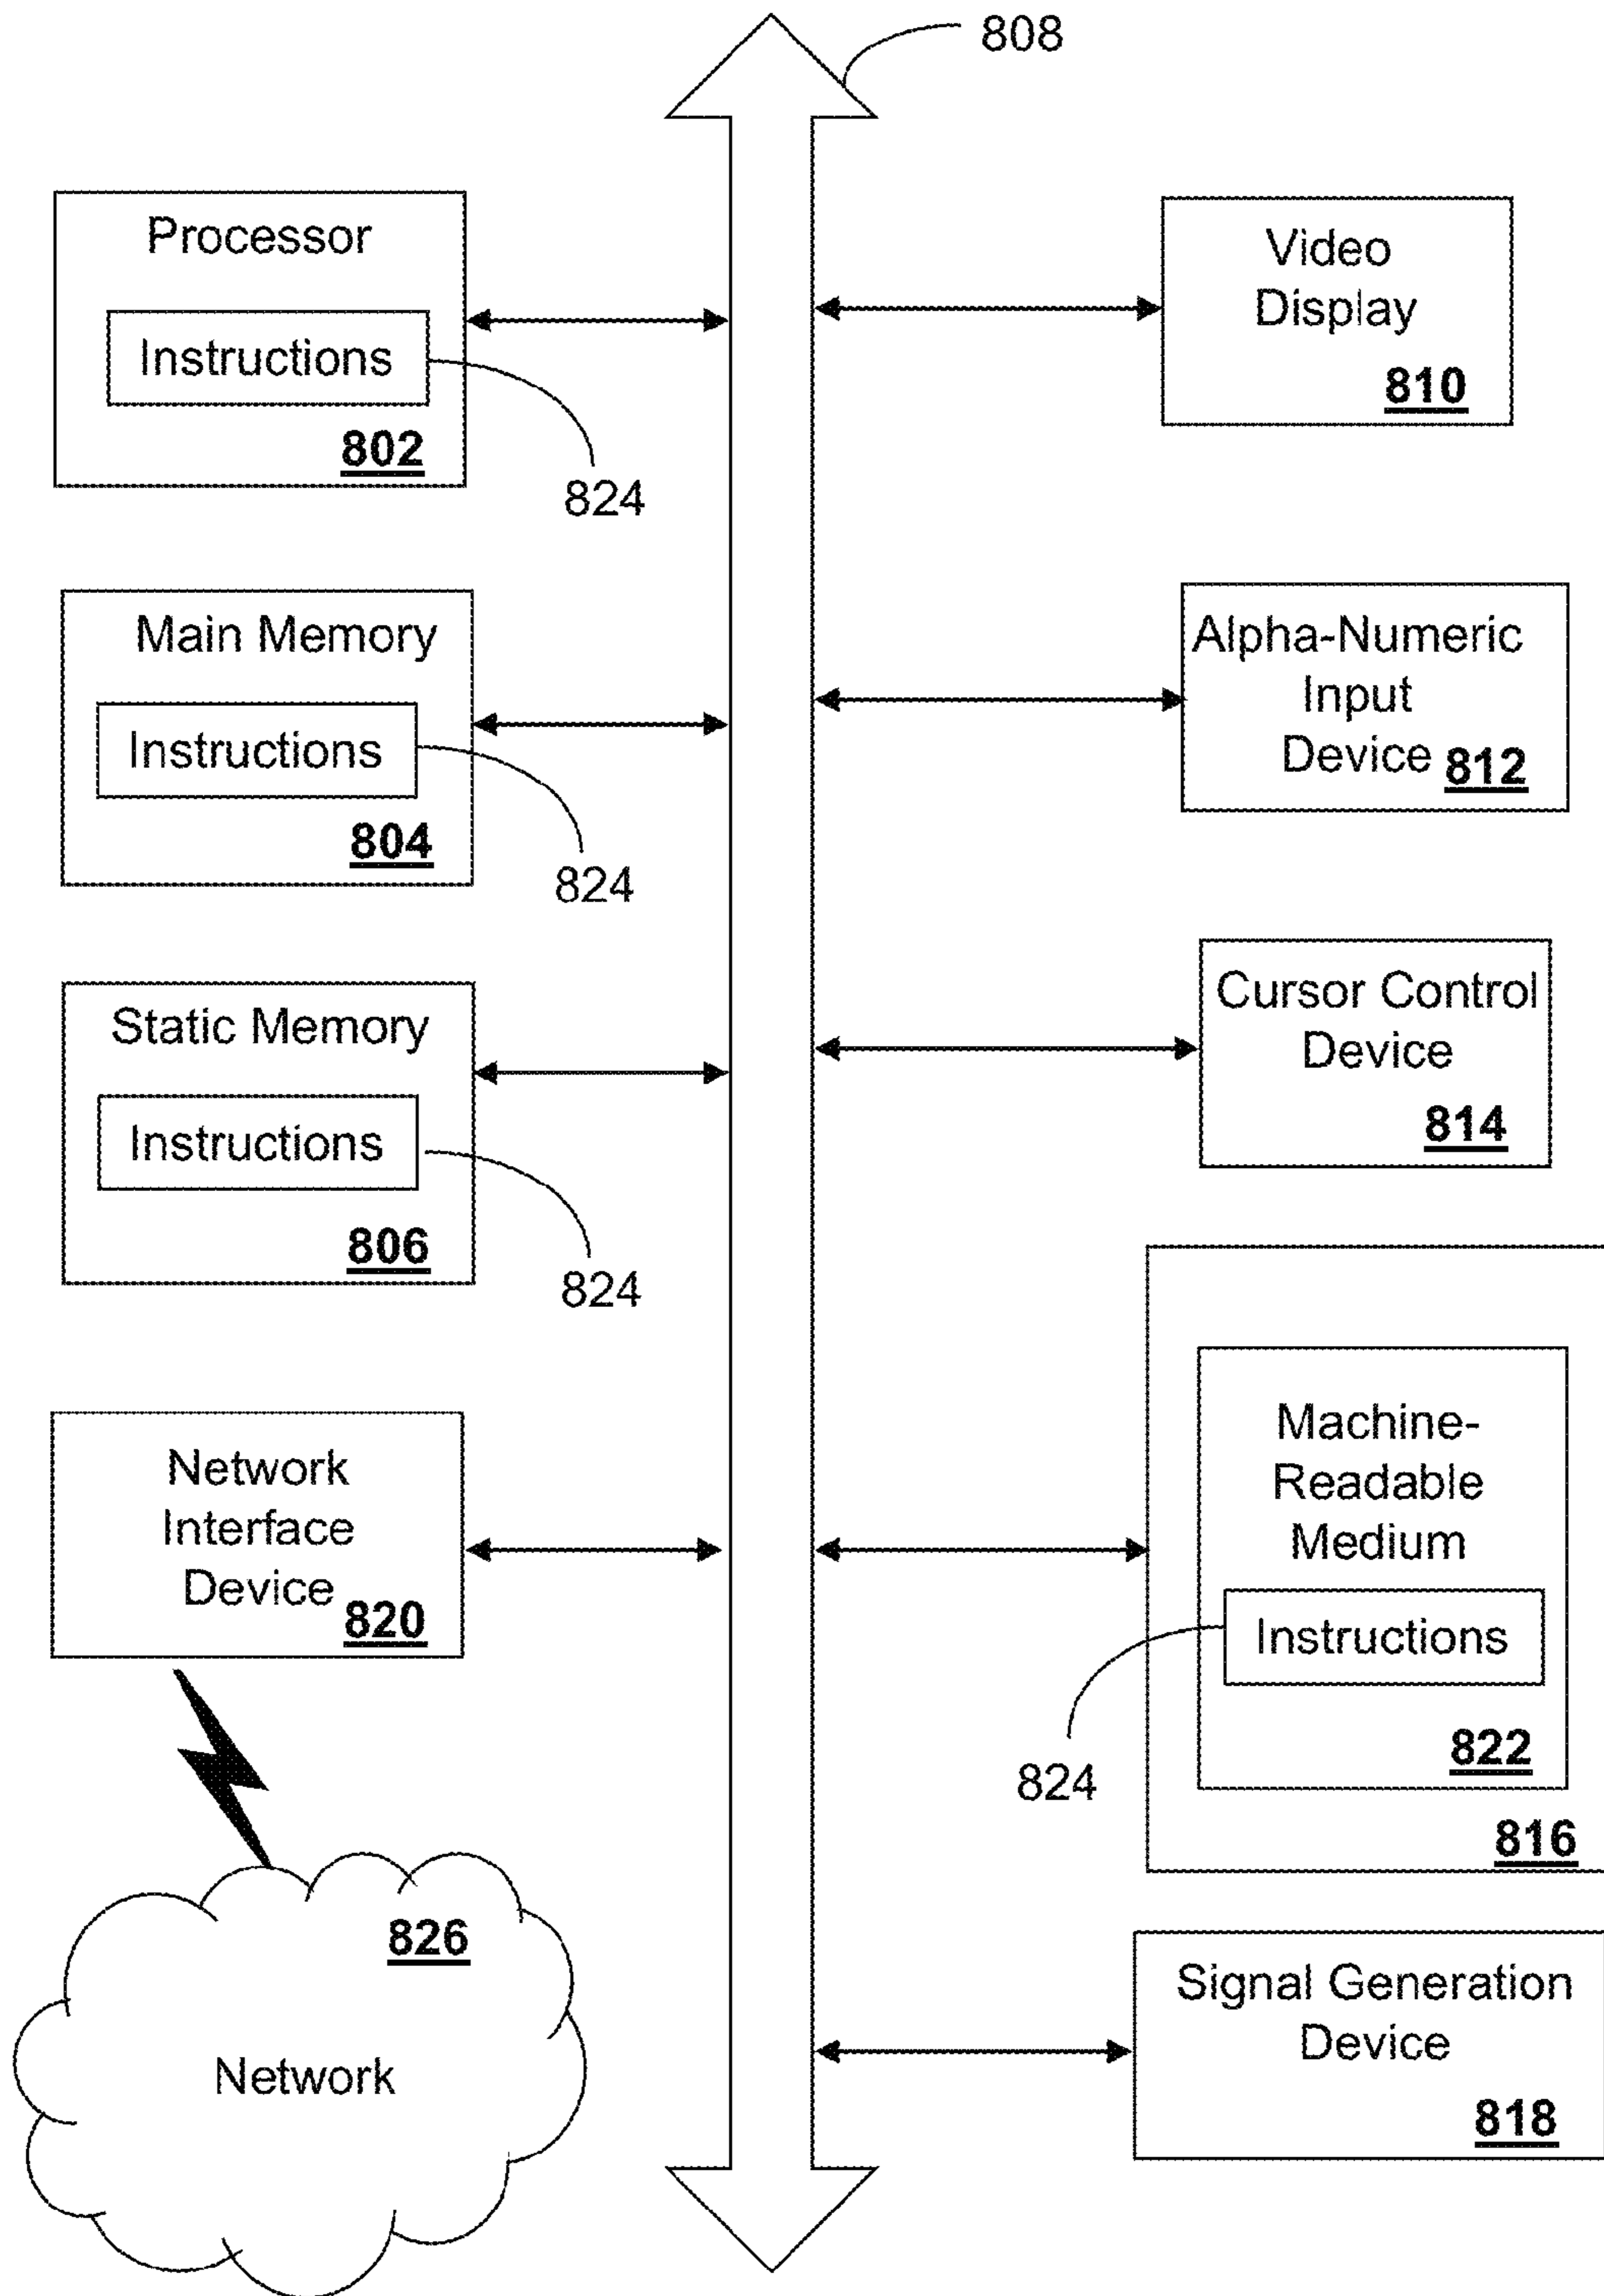 808
Processor
Instructions
802
824
Main Memory
Instructions
804
824
Static Memory
Instructions
806
824
Network
Interface
Device
820
826
Network
Video
Display
810
Alpha-Numeric
Input
Device 812
Cursor Control
Device
814
Machine-
Readable
Medium
Instructions
822
824
816
Signal Generation
Device
818